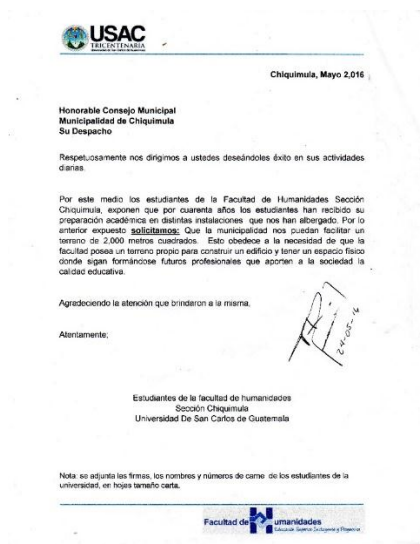 USAC
TRICENTENARIA
Chiquimula, Mayo 2,016
Honorable Consejo Municipal
Municipalidad de Chiquimula
Su Despacho
Respetuosamente nos dirigimos a ustedes deseándoles éxito en sus actividades
diarias.
Por este medio los estudiantes de la Facultad de Humanidades Sección
Chiquimula, exponen que por cuarenta años los estudiantes han recibido su
preparación académica en distintas instalaciones que nos han albergado. Por lo
anterior expuesto solicitamos: Que la municipalidad nos puedan facilitar un
terreno de 2,000 metros cuadrados. Esto obedece a la necesidad de que la
facultad posea un terreno propio para construir un edificio y tener un espacio físico
donde sigan formándose futuros profesionales que aporten a la sociedad la
calidad educativa.
Agradeciendo la atención que brindaron a la misma.
Atentamente;
24-05-16
Estudiantes de la facultad de humanidades
Sección Chiquimula
Universidad De San Carlos de Guatemala
Nota: se adjunta las firmas, los nombres y números de carne de los estudiantes de la
universidad, en hojas tamaño carta.
Facultad de Humanidades